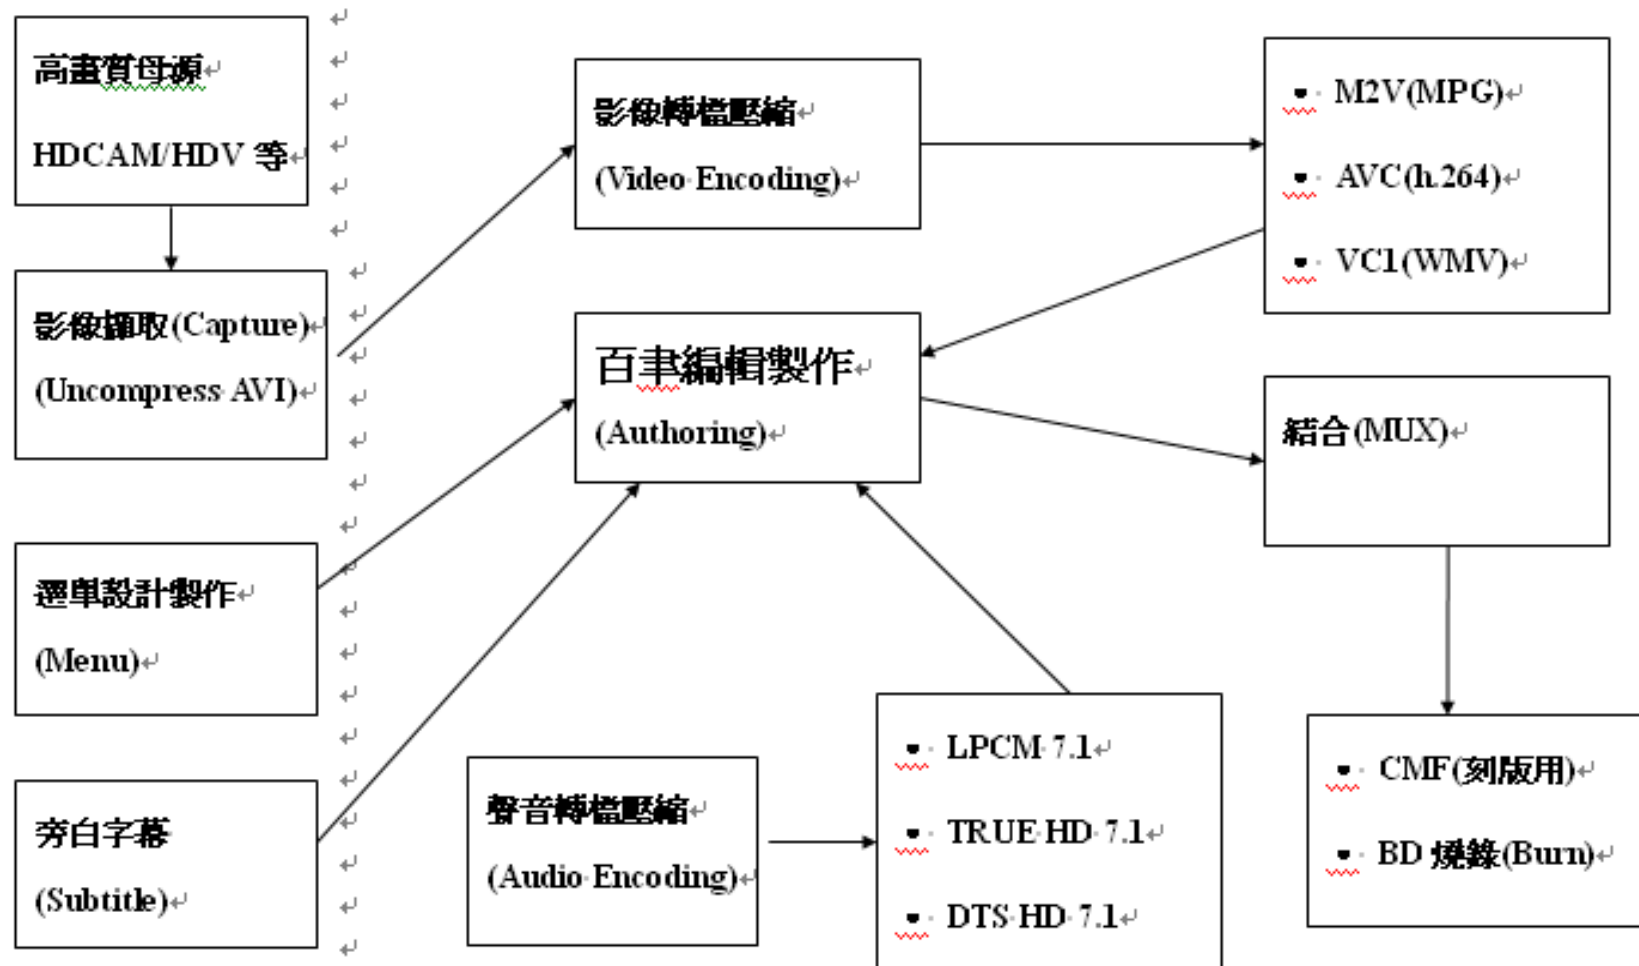 高畫質母源
HDCAM/HDV 等
影像擷取(Capture)
(Uncompress AVI)
選單設計製作
(Menu)
旁白字幕
(Subtitle)
影像轉檔壓縮
(Video Encoding)
百聿編輯製作
(Authoring)
聲音轉檔壓縮
(Audio Encoding)
M2V(MPG)
AVC(h.264)
VC1(WMV)
結合(MUX)
LPCM 7.1
TRUE HD 7.1
DTS HD 7.1
CMF(刻版用)
BD 燒錄(Burn)